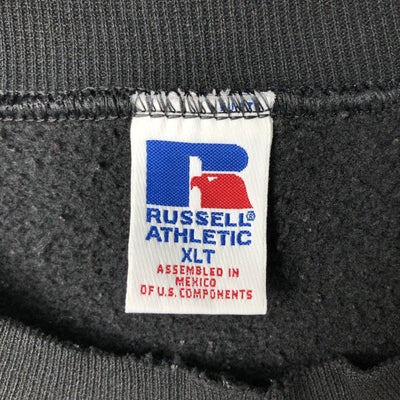 R
RUSSELL®
ATHLETIC
XLT
ASSEMBLED IN
MEXICO
OF U.S. COMPONENTS